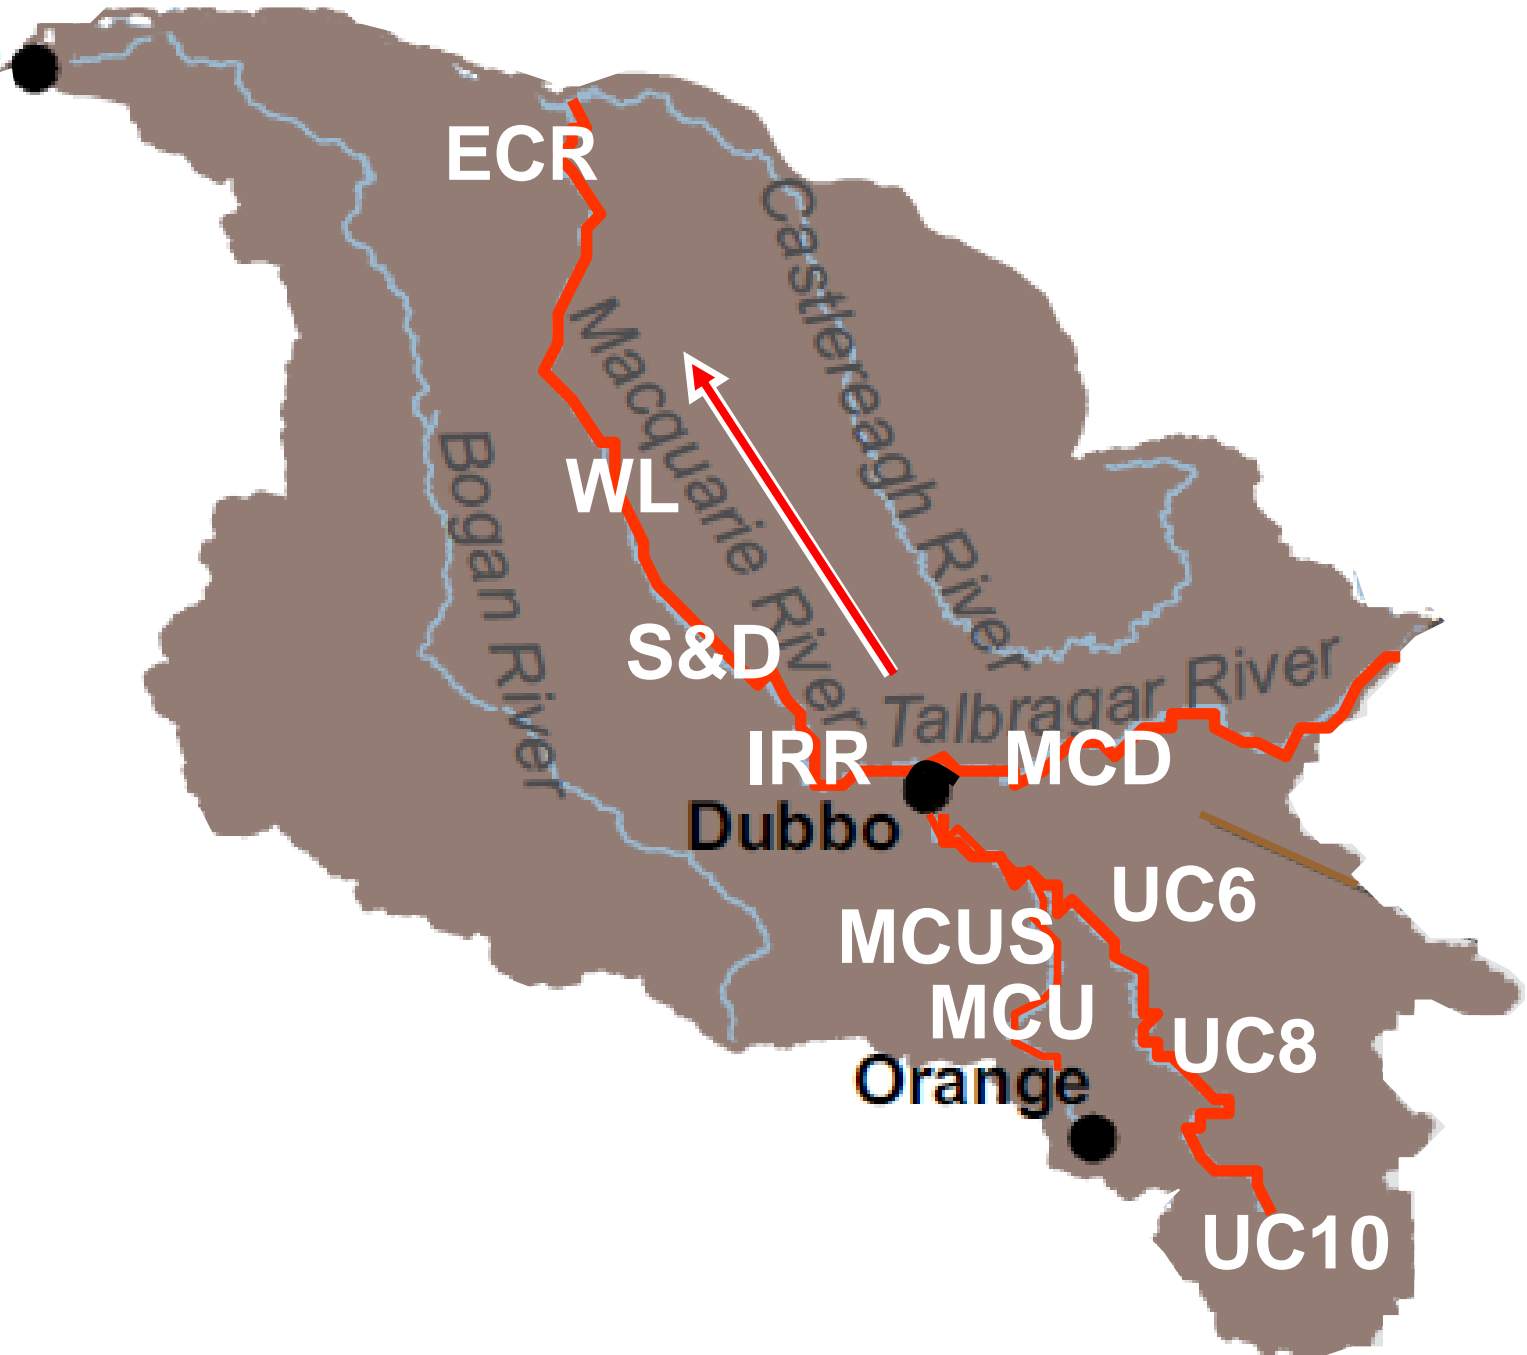 ECR
Castlereagh River
Macquarie River
Bogan River
WL
S&D
Talbragar River
IRR
MCD
Dubbo
UC6
MCUS
MCU
UC8
Orange
UC10